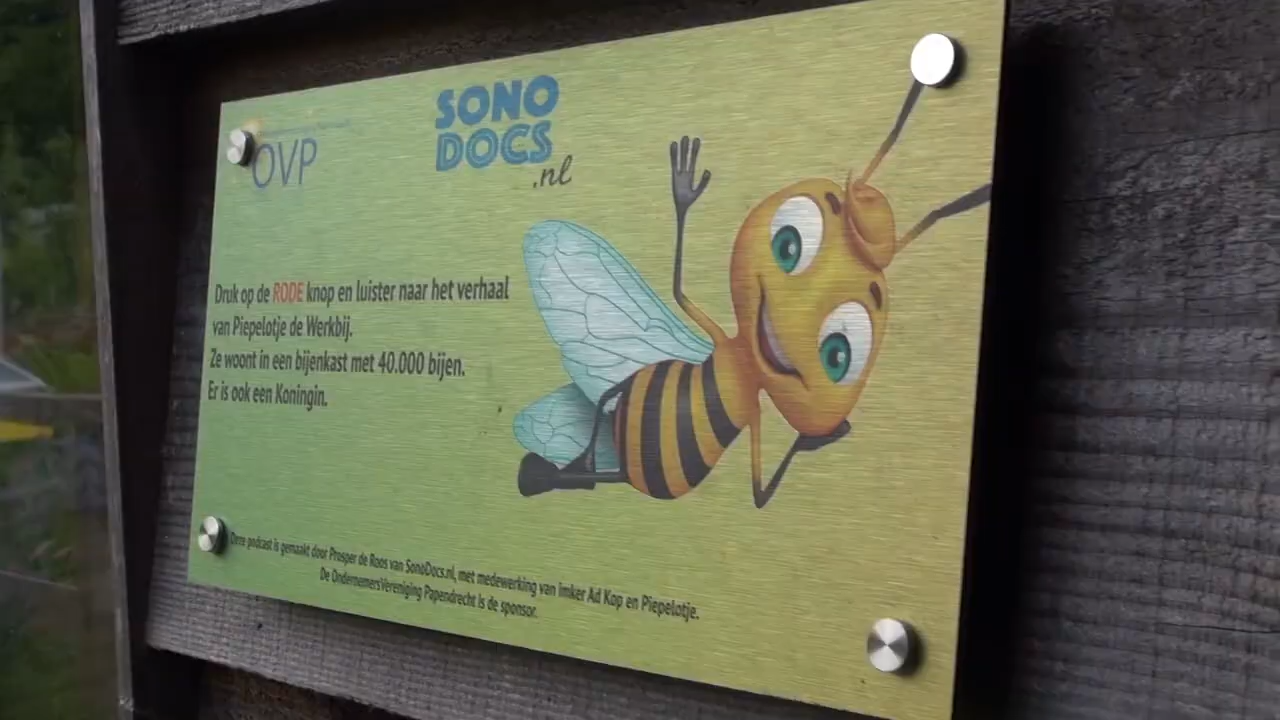 OVP
SONO
DOCS
.nl
Druk op de RODE knop en luister naar het verhaal
van Piepelotje de Werkbij.
Ze woont in een bijenkast met 40.000 bijen.
Er is ook een Koningin.
Deze podcast is gemaakt door Prosper de Roos van SonoDocs.nl, met medewerking van Imker Ad Kop en Piepelotje.
De OndernemersVereniging Papendrecht is de sponsor.